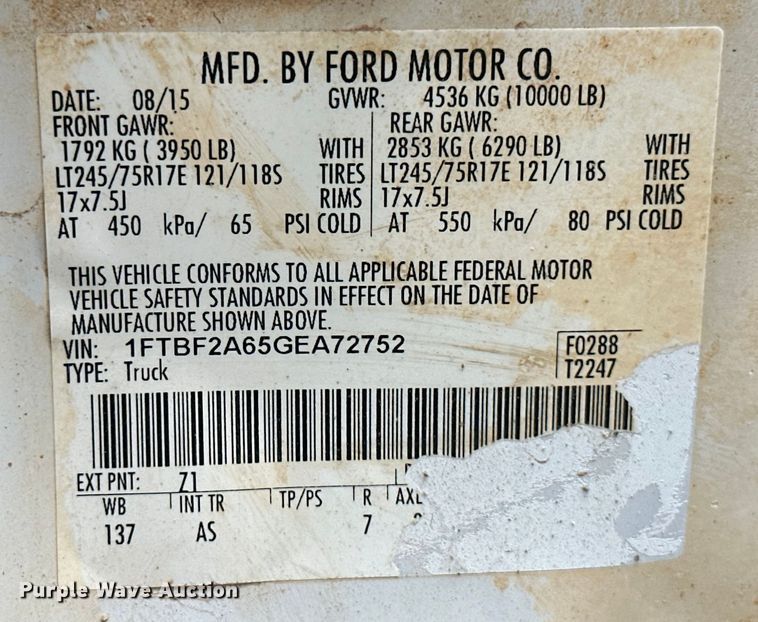 MFD. BY FORD MOTOR CO.
DATE: 08/15 GVWR: 4536 KG (10000 LB)
FRONT GAWR: REAR GAWR:
1792 KG ( 3950 LB) WITH 2853 KG ( 6290 LB) WITH
LT245/75R17E 121/118S TIRES LT245/75R17E 121/118S TIRES
17x7.5J RIMS 17x7.5J RIMS
AT 450 kPa/ 65 PSI COLD AT 550 kPa/ 80 PSI COLD
THIS VEHICLE CONFORMS TO ALL APPLICABLE FEDERAL MOTOR
VEHICLE SAFETY STANDARDS IN EFFECT ON THE DATE OF
MANUFACTURE SHOWN ABOVE.
VIN: 1FTBF2A65GEA72752 F0288
TYPE: Truck T2247
EXT PNT: Z1
WB INT TR TP/PS R AXL
137 AS 7
Purple Wave Auction